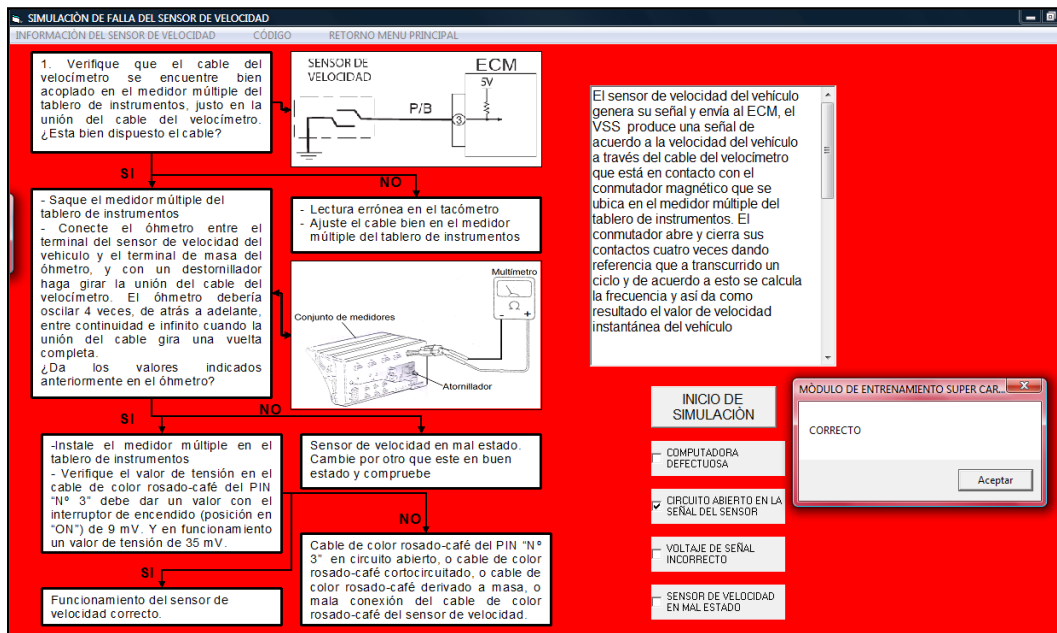 SIMULACIÒN DE FALLA DEL SENSOR DE VELOCIDAD
INFORMACIÒN DEL SENSOR DE VELOCIDAD CÓDIGO RETORNO MENU PRINCIPAL
1. Verifique que el cable del
velocímetro se encuentre bien
acoplado en el medidor múltiple del
tablero de instrumentos, justo en la
unión del cable del velocímetro.
¿Esta bien dispuesto el cable?
SENSOR DE
VELOCIDAD
ECM
5V
P/B
3
SI
NO
- Lectura errónea en el tacómetro
- Ajuste el cable bien en el medidor
múltiple del tablero de instrumentos
- Saque el medidor múltiple del
tablero de instrumentos
- Conecte el óhmetro entre el
terminal del sensor de velocidad del
vehiculo y el terminal de masa del
óhmetro, y con un destornillador
haga girar la unión del cable del
velocímetro. El óhmetro debería
oscilar 4 veces, de atrás a adelante,
entre continuidad e infinito cuando la
unión del cable gira una vuelta
completa.
¿Da los valores indicados
anteriormente en el óhmetro?
Multímetro
Ω
- +
Conjunto de medidores
Atornillador
SI
NO
-Instale el medidor múltiple en el
tablero de instrumentos
- Verifique el valor de tensión en el
cable de color rosado-café del PIN
"Nº 3" debe dar un valor con el
interruptor de encendido (posición en
"ON") de 9 mV. Y en funcionamiento
un valor de tensión de 35 mV.
Sensor de velocidad en mal estado.
Cambie por otro que este en buen
estado y compruebe
SI
NO
Funcionamiento del sensor de
velocidad correcto.
Cable de color rosado-café del PIN "Nº
3" en circuito abierto, o cable de color
rosado-café cortocircuitado, o cable de
color rosado-café derivado a masa, o
mala conexión del cable de color
rosado-café del sensor de velocidad.
El sensor de velocidad del vehículo
genera su señal y envía al ECM, el
VSS produce una señal de
acuerdo a la velocidad del vehículo
a través del cable del velocímetro
que está en contacto con el
conmutador magnético que se
ubica en el medidor múltiple del
tablero de instrumentos. El
conmutador abre y cierra sus
contactos cuatro veces dando
referencia que a transcurrido un
ciclo y de acuerdo a esto se calcula
la frecuencia y así da como
resultado el valor de velocidad
instantánea del vehículo
INICIO DE
SIMULACIÒN
COMPUTADORA
DEFECTUOSA
CIRCUITO ABIERTO EN LA
SEÑAL DEL SENSOR
VOLTAJE DE SEÑAL
INCORRECTO
SENSOR DE VELOCIDAD
EN MAL ESTADO
MÒDULO DE ENTRENAMIENTO SUPER CAR...
CORRECTO
Aceptar